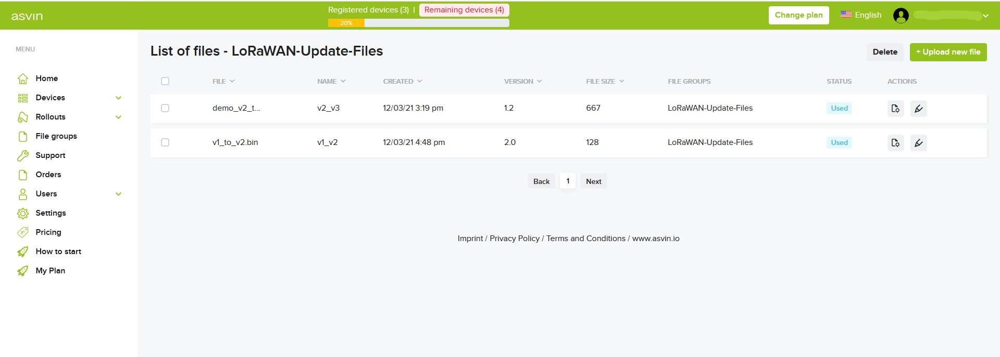 asvin
Registered devices (3) | Remaining devices (4)
20%
Change plan
English
MENU
Home
Devices
Rollouts
File groups
Support
Orders
Users
Settings
Pricing
How to start
My Plan
List of files - LoRaWAN-Update-Files
Delete
+ Upload new file
FILE NAME CREATED VERSION FILE SIZE FILE GROUPS STATUS ACTIONS
demo_v2_t... v2_v3 12/03/21 3:19 pm 1.2 667 LoRaWAN-Update-Files Used
v1_to_v2.bin v1_v2 12/03/21 4:48 pm 2.0 128 LoRaWAN-Update-Files Used
Back 1 Next
Imprint / Privacy Policy / Terms and Conditions / www.asvin.io